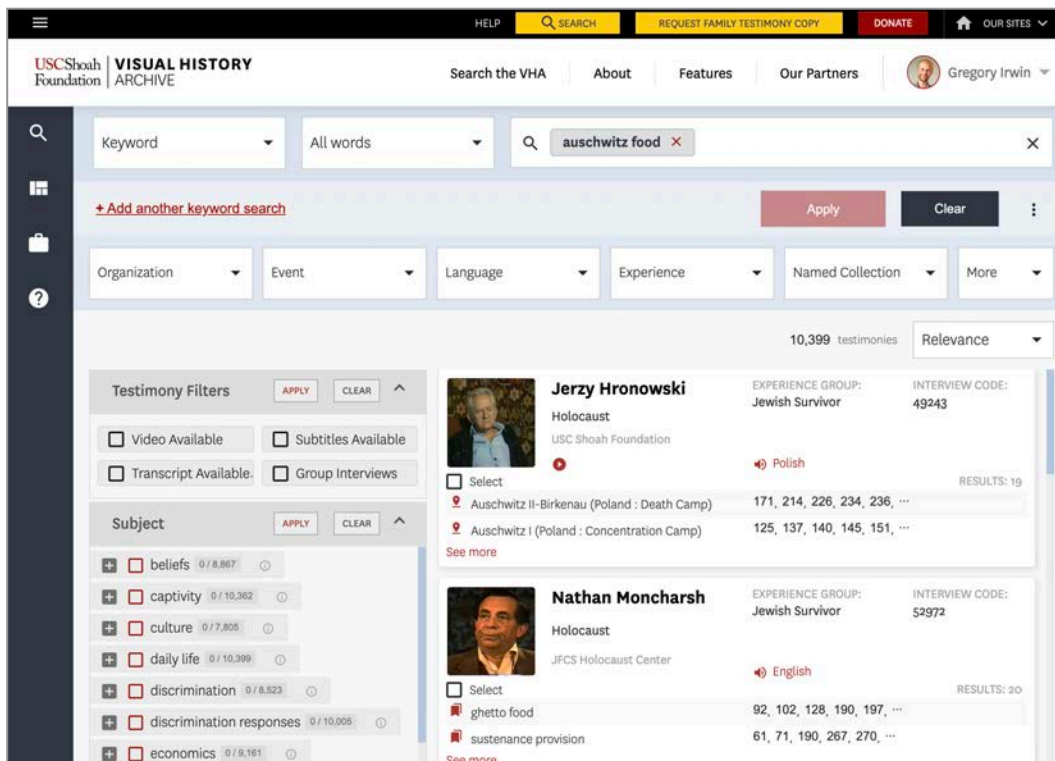 HELP SEARCH REQUEST FAMILY TESTIMONY COPY DONATE OUR SITES
USC Shoah Foundation VISUAL HISTORY ARCHIVE
Search the VHA About Features Our Partners Gregory Irwin
Keyword All words auschwitz food
+ Add another keyword search Apply Clear
Organization Event Language Experience Named Collection More
10,399 testimonies Relevance
Testimony Filters APPLY CLEAR
Video Available Subtitles Available
Transcript Available. Group Interviews
Subject APPLY CLEAR
beliefs 0 / 8,867
captivity 0 / 10,362
culture 0 / 7,805
daily life 0 / 10,399
discrimination 0 / 8,523
discrimination responses 0 / 10,005
economics 0 / 9,161
Jerzy Hronowski EXPERIENCE GROUP: INTERVIEW CODE:
Holocaust Jewish Survivor 49243
USC Shoah Foundation
Polish
Select RESULTS: 19
Auschwitz II-Birkenau (Poland : Death Camp) 171, 214, 226, 234, 236, ...
Auschwitz I (Poland : Concentration Camp) 125, 137, 140, 145, 151, ...
See more
Nathan Moncharsh EXPERIENCE GROUP: INTERVIEW CODE:
Holocaust Jewish Survivor 52972
JFCS Holocaust Center
English
Select RESULTS: 20
ghetto food 92, 102, 128, 190, 197, ...
sustenance provision 61, 71, 190, 267, 270, ...
See more